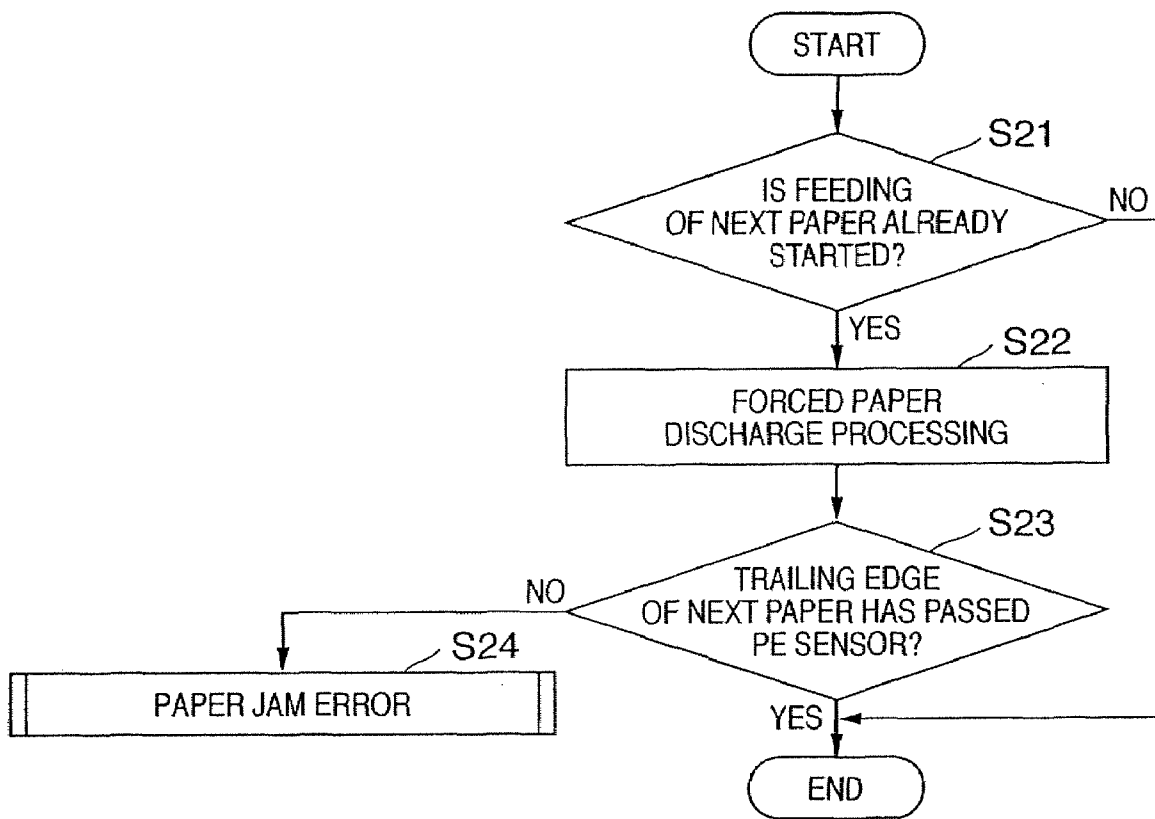 START
S21
IS FEEDING
OF NEXT PAPER ALREADY
STARTED?
NO
YES
S22
FORCED PAPER
DISCHARGE PROCESSING
S23
TRAILING EDGE
OF NEXT PAPER HAS PASSED
PE SENSOR?
NO
S24
PAPER JAM ERROR
YES
END